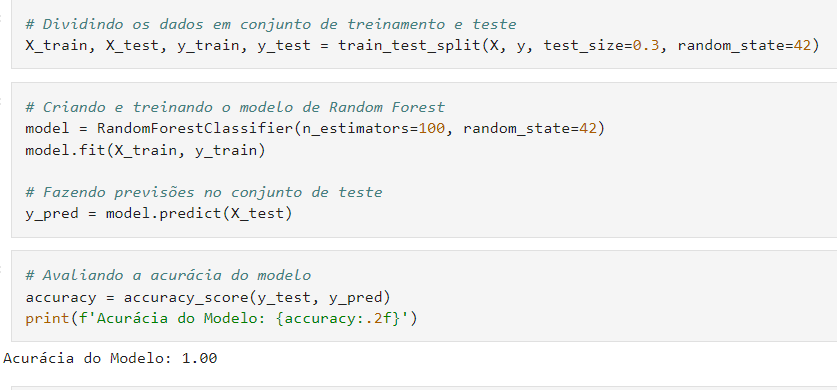 # Dividindo os dados em conjunto de treinamento e teste
X_train, X_test, y_train, y_test = train_test_split(X, y, test_size=0.3, random_state=42)
# Criando e treinando o modelo de Random Forest
model = RandomForestClassifier(n_estimators=100, random_state=42)
model.fit(X_train, y_train)
# Fazendo previsões no conjunto de teste
y_pred = model.predict(X_test)
# Avaliando a acurácia do modelo
accuracy = accuracy_score(y_test, y_pred)
print(f'Acurácia do Modelo: {accuracy:.2f}')
Acurácia do Modelo: 1.00